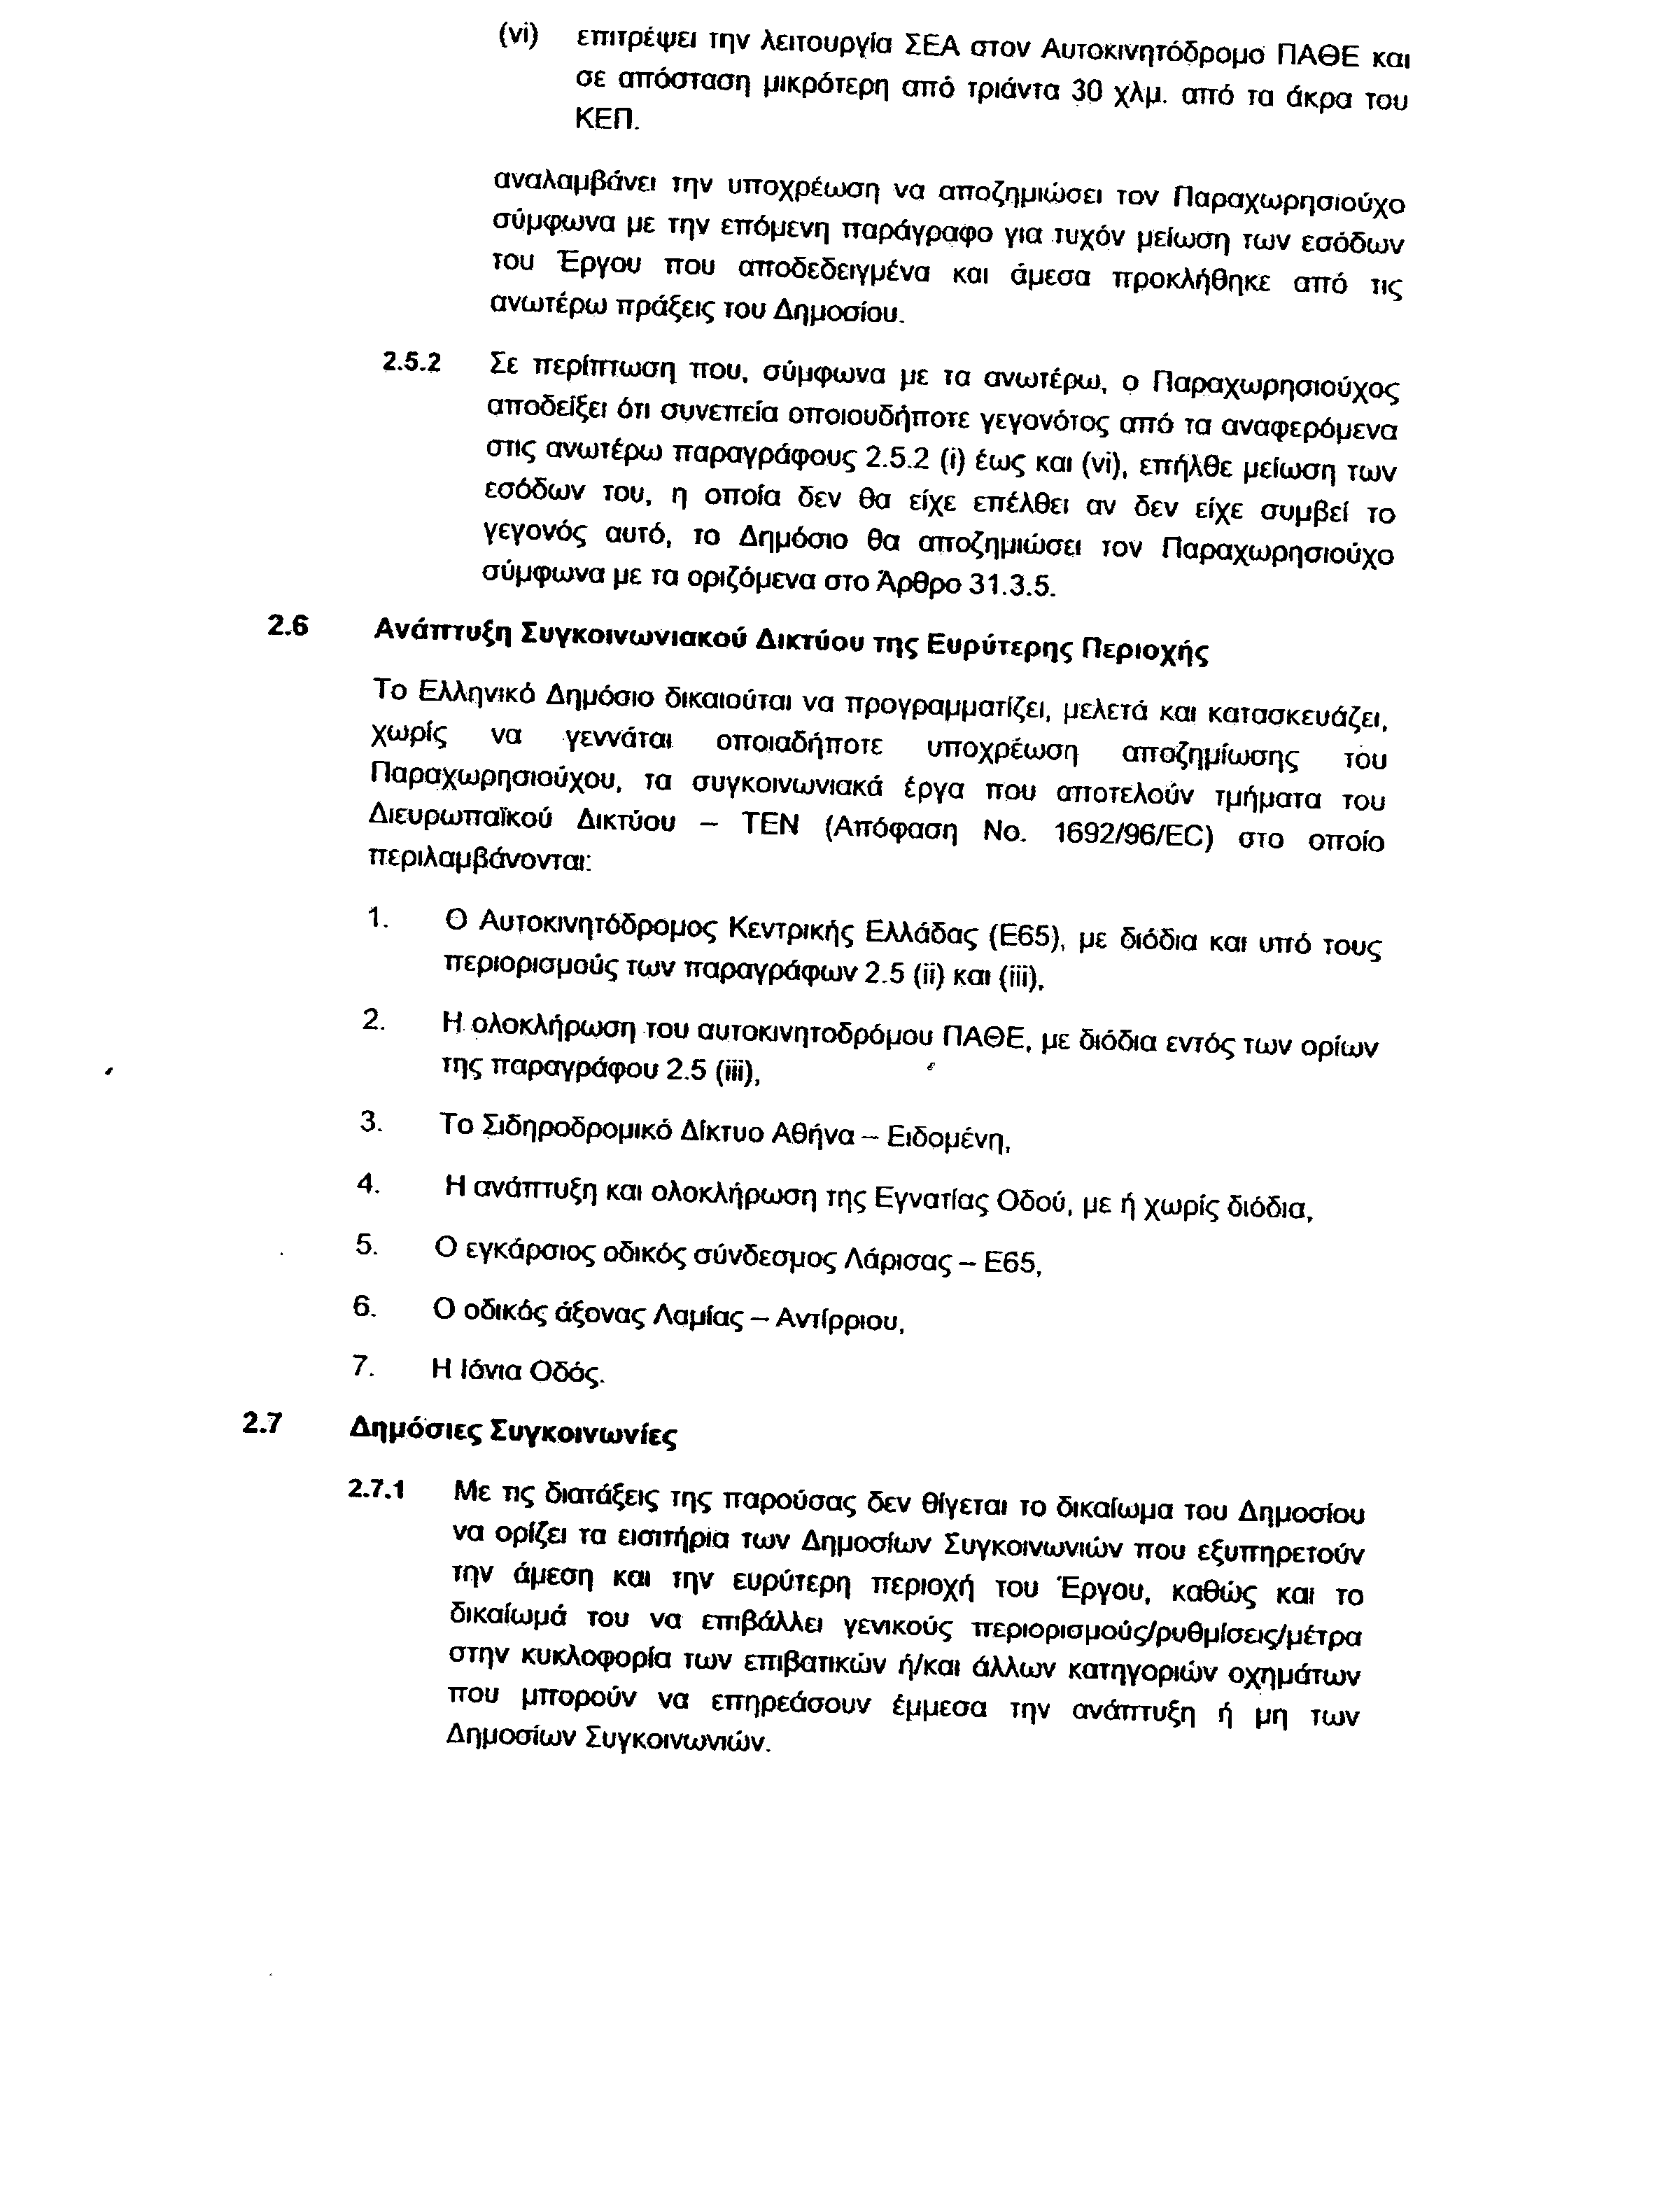 (vi) επιτρέψει την λειτουργία ΣΕΑ στον Αυτοκινητόδρομο ΠΑΘΕ και
σε απόσταση μικρότερη από τριάντα 30 χλμ. από τα άκρα του
ΚΕΠ.
αναλαμβάνει την υποχρέωση να αποζημιώσει τον Παραχωρησιούχο
σύμφωνα με την επόμενη παράγραφο για τυχόν μείωση των εσόδων
του Έργου που αποδεδειγμένα και άμεσα προκλήθηκε από τις
ανωτέρω πράξεις του Δημοσίου.
2.5.2 Σε περίπτωση που, σύμφωνα με τα ανωτέρω, ο Παραχωρησιούχος
αποδείξει ότι συνεπεία οποιουδήποτε γεγονότος από τα αναφερόμενα
στις ανωτέρω παραγράφους 2.5.2 (i) έως και (vi), επήλθε μείωση των
εσόδων του, η οποία δεν θα είχε επέλθει αν δεν είχε συμβεί το
γεγονός αυτό, το Δημόσιο θα αποζημιώσει τον Παραχωρησιούχο
σύμφωνα με τα οριζόμενα στο Άρθρο 31.3.5.
2.6 Ανάπτυξη Συγκοινωνιακού Δικτύου της Ευρύτερης Περιοχής
Το Ελληνικό Δημόσιο δικαιούται να προγραμματίζει, μελετά και κατασκευάζει,
χωρίς να γεννάται οποιαδήποτε υποχρέωση αποζημίωσης του
Παραχωρησιούχου, τα συγκοινωνιακά έργα που αποτελούν τμήματα του
Διευρωπαϊκού Δικτύου – ΤΕΝ (Απόφαση Νο. 1692/96/EC) στο οποίο
περιλαμβάνονται:
1. Ο Αυτοκινητόδρομος Κεντρικής Ελλάδας (Ε65), με διόδια και υπό τους
περιορισμούς των παραγράφων 2.5 (ii) και (iii),
2. Η ολοκλήρωση του αυτοκινητοδρόμου ΠΑΘΕ, με διόδια εντός των ορίων
της παραγράφου 2.5 (iii),
3. Το Σιδηροδρομικό Δίκτυο Αθήνα – Ειδομένη,
4. Η ανάπτυξη και ολοκλήρωση της Εγνατίας Οδού, με ή χωρίς διόδια,
5. Ο εγκάρσιος οδικός σύνδεσμος Λάρισας – Ε65,
6. Ο οδικός άξονας Λαμίας – Αντίρριου,
7. Η Ιόνια Οδός.
2.7 Δημόσιες Συγκοινωνίες
2.7.1 Με τις διατάξεις της παρούσας δεν θίγεται το δικαίωμα του Δημοσίου
να ορίζει τα εισιτήρια των Δημοσίων Συγκοινωνιών που εξυπηρετούν
την άμεση και την ευρύτερη περιοχή του Έργου, καθώς και το
δικαίωμά του να επιβάλλει γενικούς περιορισμούς/ρυθμίσεις/μέτρα
στην κυκλοφορία των επιβατικών ή/και άλλων κατηγοριών οχημάτων
που μπορούν να επηρεάσουν έμμεσα την ανάπτυξη ή μη των
Δημοσίων Συγκοινωνιών.